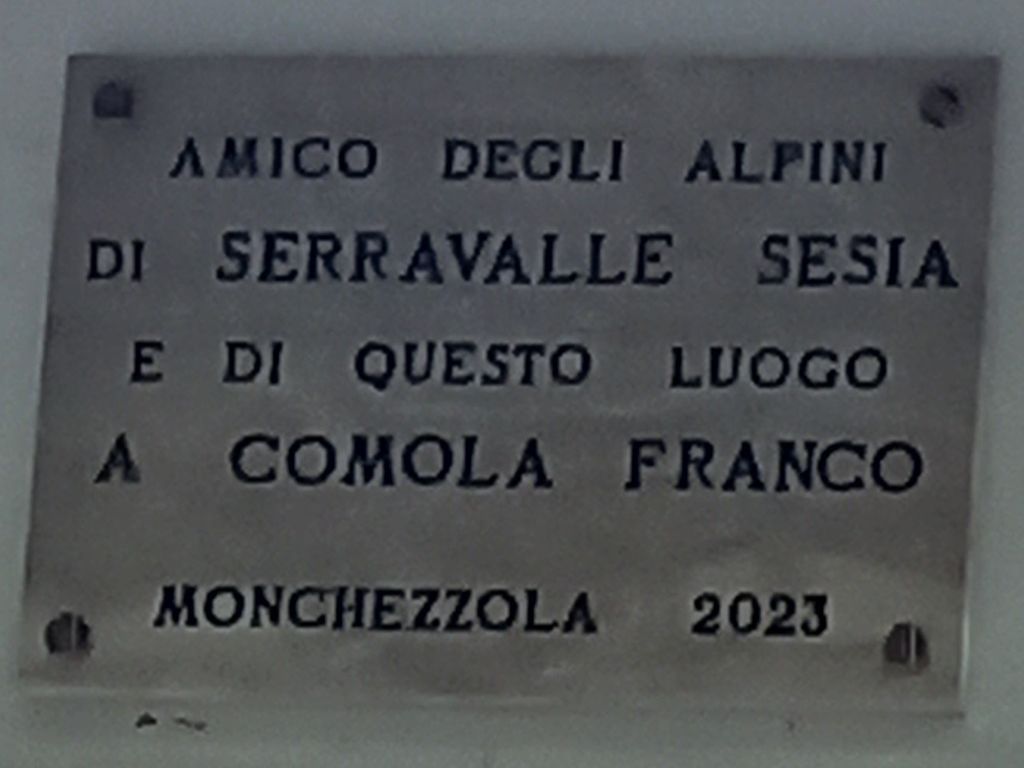 AMICO DEGLI ALPINI
DI SERRAVALLE SESIA
E DI QUESTO LUOGO
A COMOLA FRANCO
MONCHEZZOLA 2023